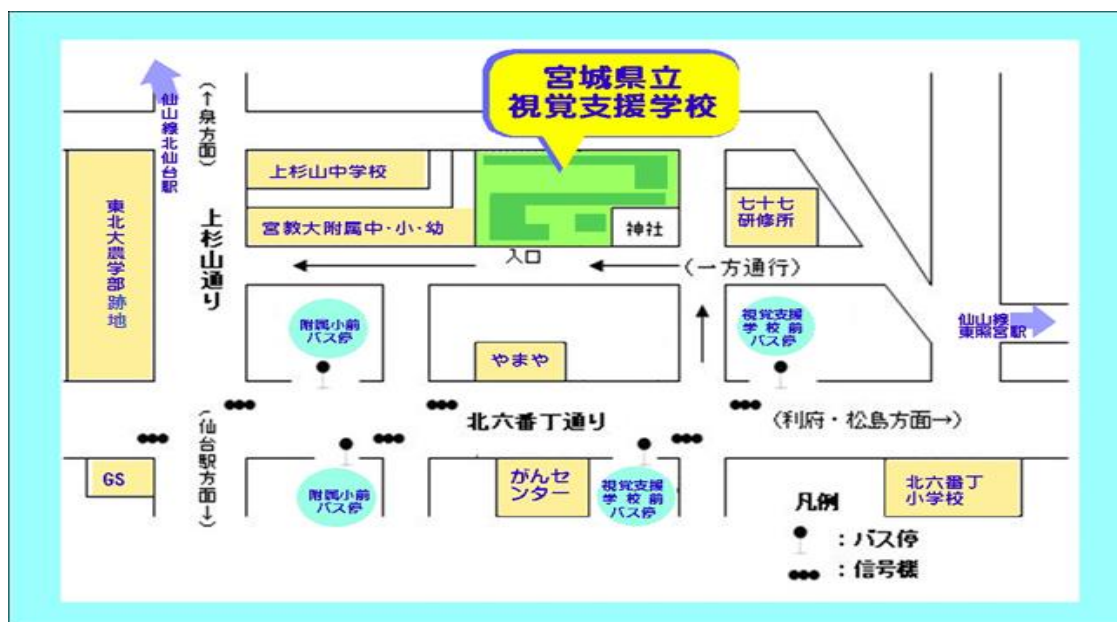 宮城県立
視覚支援学校
仙山線北仙台駅
(↑泉方面)
上杉山中学校
宮教大附属中・小・幼
神社
七十七
研修所
東北大農学部 跡地
上杉山通り
入口
(一方通行)
附属小前
バス停
視覚支援
学校前
バス停
仙山線
東照宮駅
やまや
北六番丁通り
(利府・松島方面→)
(仙台駅方面↓)
GS
附属小前
バス停
がんセ
ンター
視覚支援
学校前
バス停
北六番丁
小学校
凡例
:バス停
:信号機